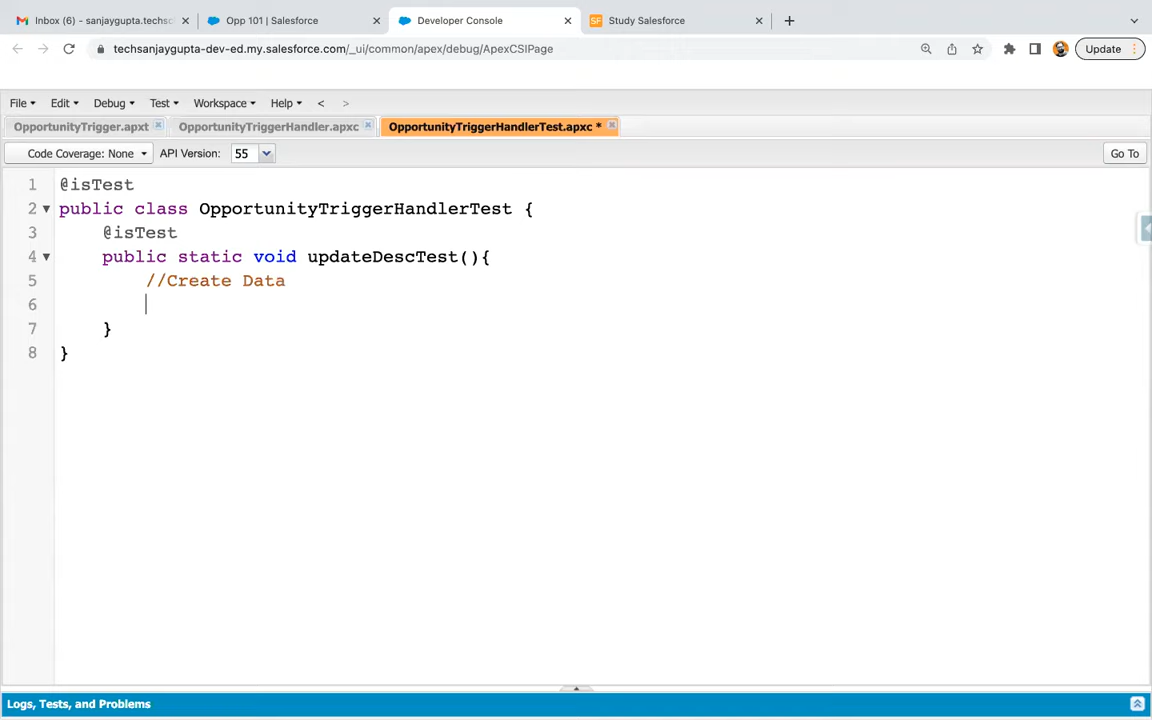 Inbox (6) - sanjaygupta.techsc
Opp 101 | Salesforce
Developer Console
SF Study Salesforce
techsanjaygupta-dev-ed.my.salesforce.com/_ui/common/apex/debug/ApexCSIPage
Update
File Edit Debug Test Workspace Help < >
OpportunityTrigger.apxt
OpportunityTriggerHandler.apxc
OpportunityTriggerHandlerTest.apxc *
Code Coverage: None API Version: 55 Go To
1 @isTest
2 public class OpportunityTriggerHandlerTest {
3 @isTest
4 public static void updateDescTest(){
5 //Create Data
6
7 }
8 }
Logs, Tests, and Problems